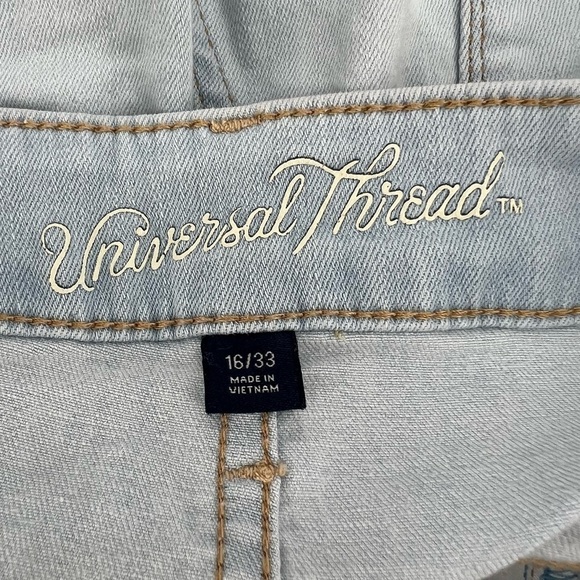 Universal Thread™
16/33
MADE IN
VIETNAM